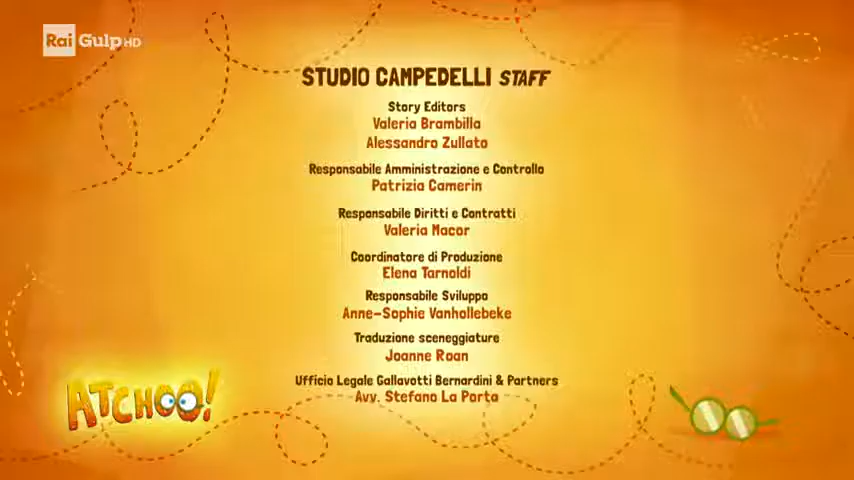 Rai Gulp HD
STUDIO CAMPEDELLI STAFF
Story Editors
Valeria Brambilla
Alessandro Zullato
Responsabile Amministrazione e Controllo
Patrizia Camerin
Responsabile Diritti e Contratti
Valeria Macor
Coordinatore di Produzione
Elena Tarnoldi
Responsabile Sviluppo
Anne-Sophie Vanhollebeke
Traduzione sceneggiature
Joanne Roan
Ufficio Legale Gallavotti Bernardini & Partners
Avv. Stefano La Porta
ATCHOO!